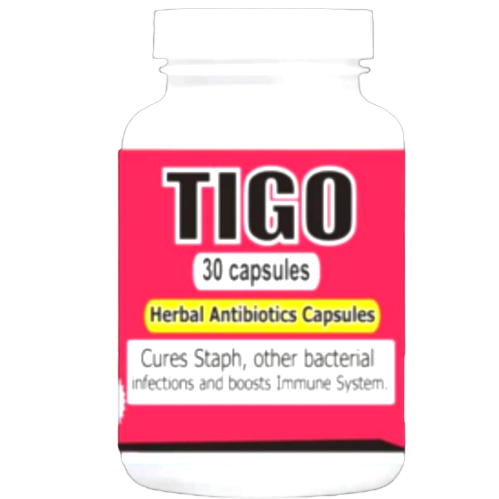 TIGO
30 capsules
Herbal Antibiotics Capsules
Cures Staph, other bacterial
infections and boosts Immune System.